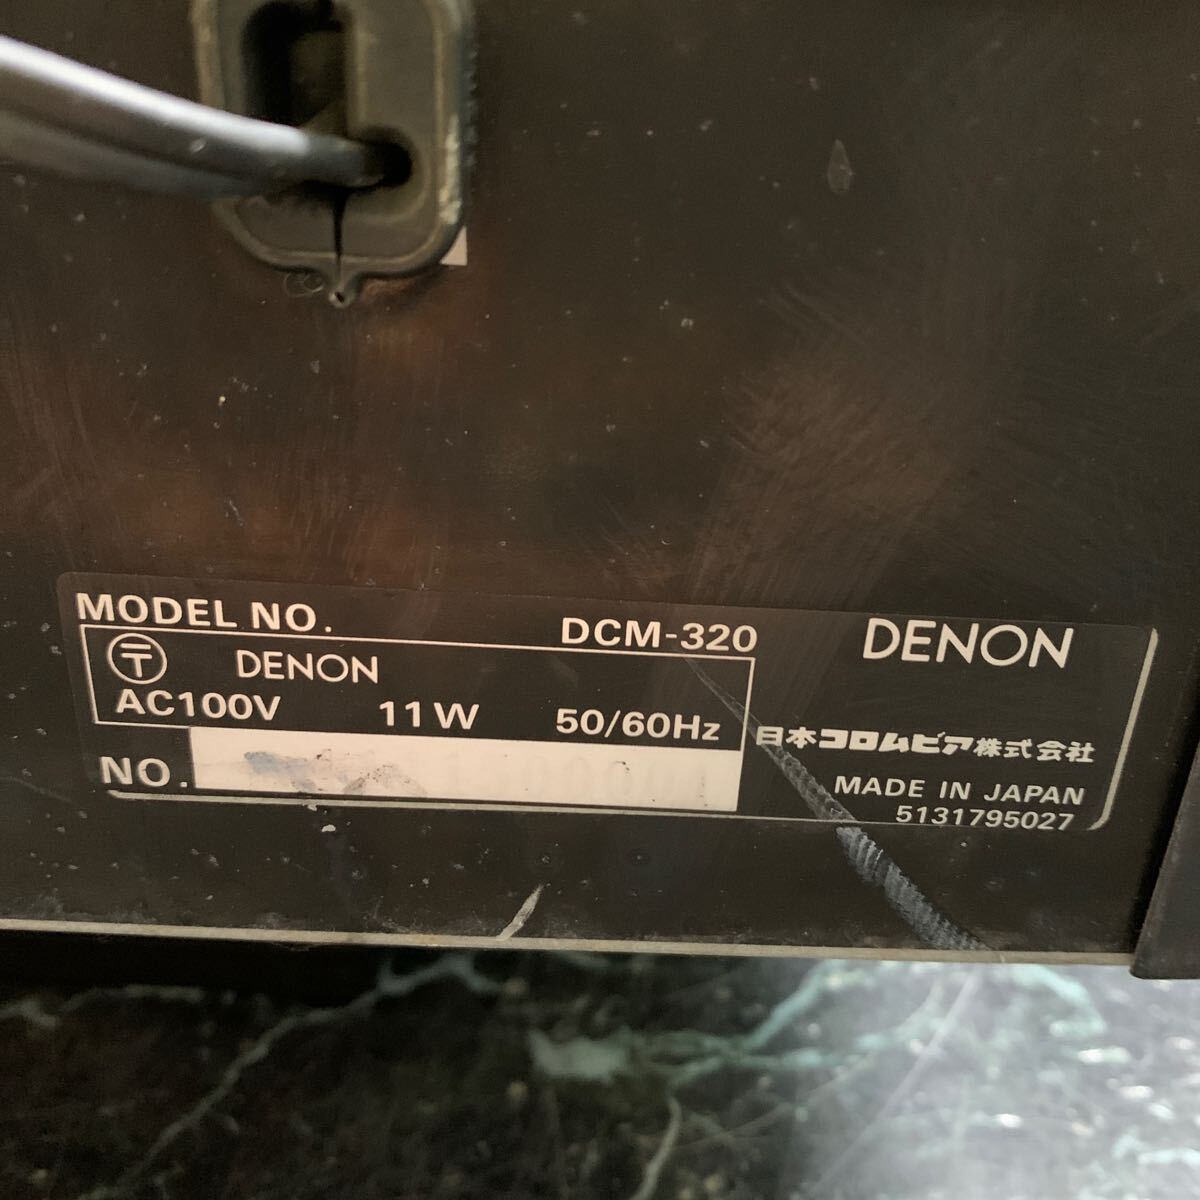 MODEL NO. DCM-320
〒 DENON
AC100V 11W 50/60Hz
NO.
DENON
日本コロムビア株式会社
MADE IN JAPAN
5131795027